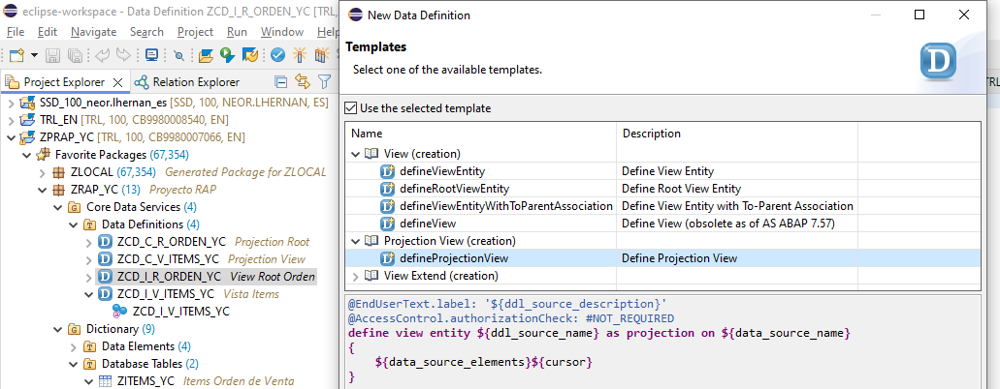 eclipse-workspace - Data Definition ZCD_I_R_ORDEN_YC [TRL,
File Edit Navigate Search Project Run Window Help
Project Explorer
Relation Explorer
SSD_100_neor.lhernan_es [SSD, 100, NEOR.LHERNAN, ES]
TRL_EN [TRL, 100, CB9980008540, EN]
ZPRAP_YC [TRL, 100, CB9980007066, EN]
Favorite Packages (67,354)
ZLOCAL (67,354) Generated Package for ZLOCAL
ZRAP_YC (13) Proyecto RAP
Core Data Services (4)
Data Definitions (4)
ZCD_C_R_ORDEN_YC Projection Root
ZCD_C_V_ITEMS_YC Projection View
ZCD_I_R_ORDEN_YC View Root Orden
ZCD_I_V_ITEMS_YC Vista Items
ZCD_I_V_ITEMS_YC
Dictionary (9)
Data Elements (4)
Database Tables (2)
ZITEMS_YC Items Orden de Venta
New Data Definition
Templates
Select one of the available templates.
D
Use the selected template
Name Description
View (creation)
defineViewEntity Define View Entity
defineRootViewEntity Define Root View Entity
defineViewEntityWithToParentAssociation Define View Entity with To-Parent Association
defineView Define View (obsolete as of AS ABAP 7.57)
Projection View (creation)
defineProjectionView Define Projection View
View Extend (creation)
@EndUserText.label: '${ddl_source_description}'
@AccessControl.authorizationCheck: #NOT_REQUIRED
define view entity ${ddl_source_name} as projection on ${data_source_name}
{
${data_source_elements}${cursor}
}
TRL